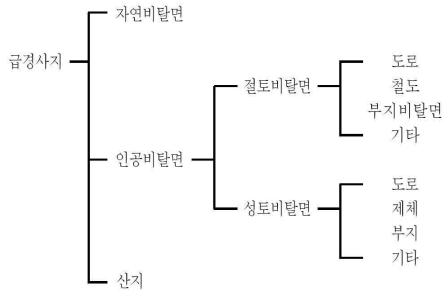 자연비탈면
급경사지
절토비탈면
도로
철도
부지비탈면
기타
인공비탈면
성토비탈면
도로
제체
부지
기타
산지